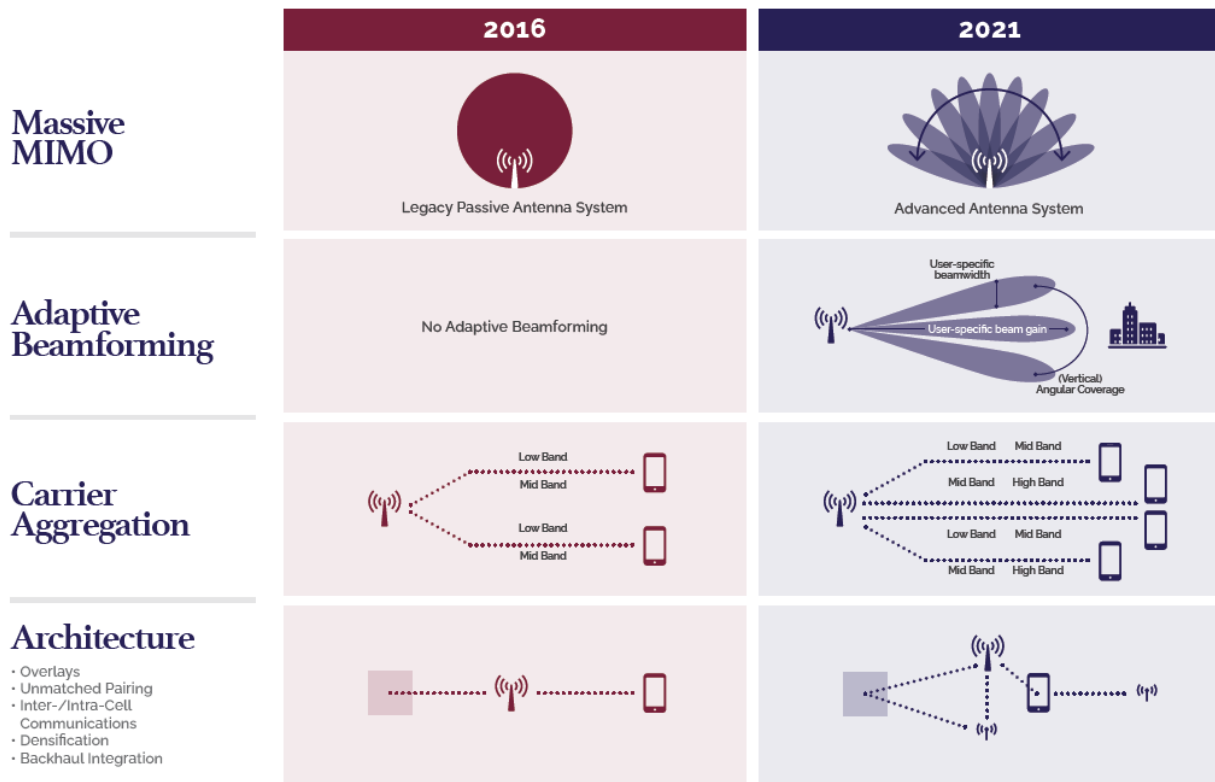 2016
2021
Massive
MIMO
Legacy Passive Antenna System
Advanced Antenna System
Adaptive
Beamforming
No Adaptive Beamforming
User-specific
beamwidth
User-specific beam gain
(Vertical)
Angular Coverage
Carrier
Aggregation
Low Band
Mid Band
Low Band
Mid Band
Low Band Mid Band
Mid Band High Band
Low Band Mid Band
Mid Band High Band
Architecture
• Overlays
• Unmatched Pairing
• Inter-/Intra-Cell
Communications
• Densification
• Backhaul Integration